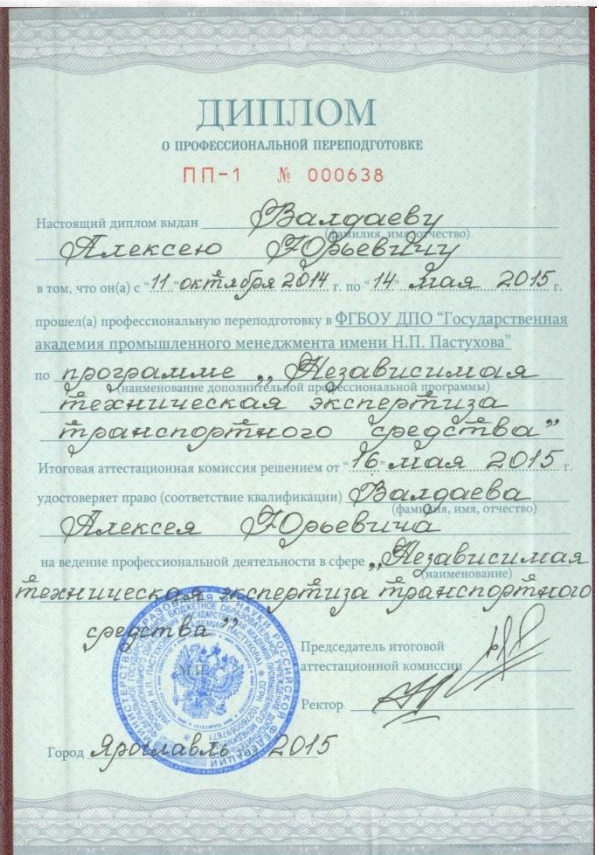 ДИПЛОМ
О ПРОФЕССИОНАЛЬНОЙ ПЕРЕПОДГОТОВКЕ
ПП-1 № 000638
Настоящий диплом выдан Валдаеву
(фамилия, имя, отчество)
Алексею Юрьевичу
в том, что он(а) с "11" октября 2014 г. по "14" мая 2015 г.
прошел(а) профессиональную переподготовку в ФГБОУ ДПО "Государственная
академия промышленного менеджмента имени Н.П. Пастухова"
по программе „Независимая
(наименование дополнительной профессиональной программы)
техническая экспертиза
транспортного средства”
Итоговая аттестационная комиссия решением от "16" мая 2015 г.
удостоверяет право (соответствие квалификации) Валдаева
(фамилия, имя, отчество)
Алексея Юрьевича
на ведение профессиональной деятельности в сфере „Независимая
(наименование)
техническая экспертиза транспортного
средства”
М.П.
Председатель итоговой
аттестационной комиссии
Ректор
Город Ярославль 2015